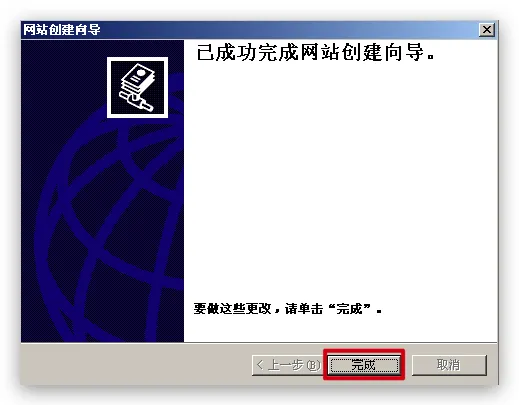 网站创建向导
已成功完成网站创建向导。
要做这些更改，请单击“完成”。
< 上一步(B)
完成
取消